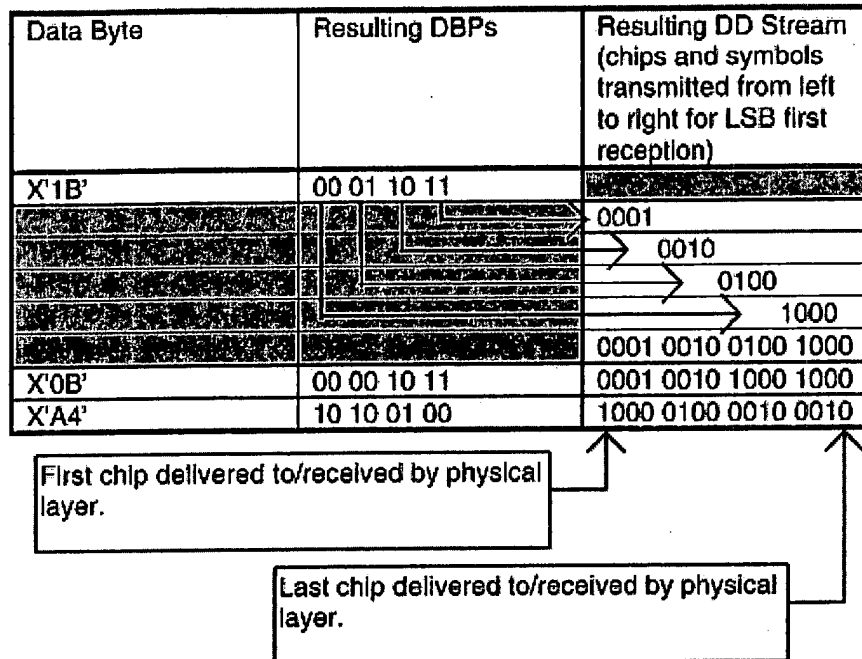 Data Byte
Resulting DBPs
Resulting DD Stream
(chips and symbols
transmitted from left
to right for LSB first
reception)
X'1B'
00 01 10 11
0001
0010
0100
1000
0001 0010 0100 1000
X'0B'
00 00 10 11
0001 0010 1000 1000
X'A4'
10 10 01 00
1000 0100 0010 0010
First chip delivered to/received by physical
layer.
Last chip delivered to/received by physical
layer.